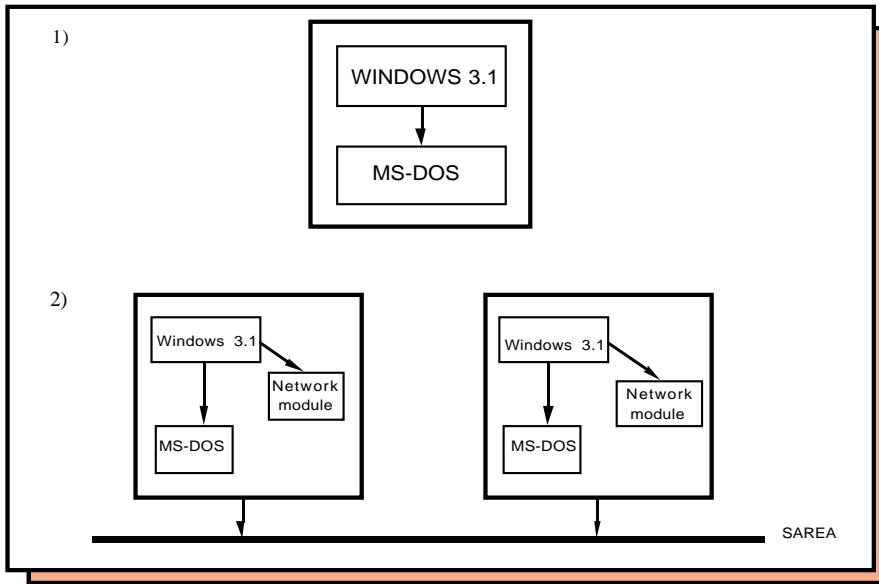 1)
WINDOWS 3.1
MS-DOS
2)
Windows 3.1
Network
module
MS-DOS
Windows 3.1
Network
module
MS-DOS
SAREA